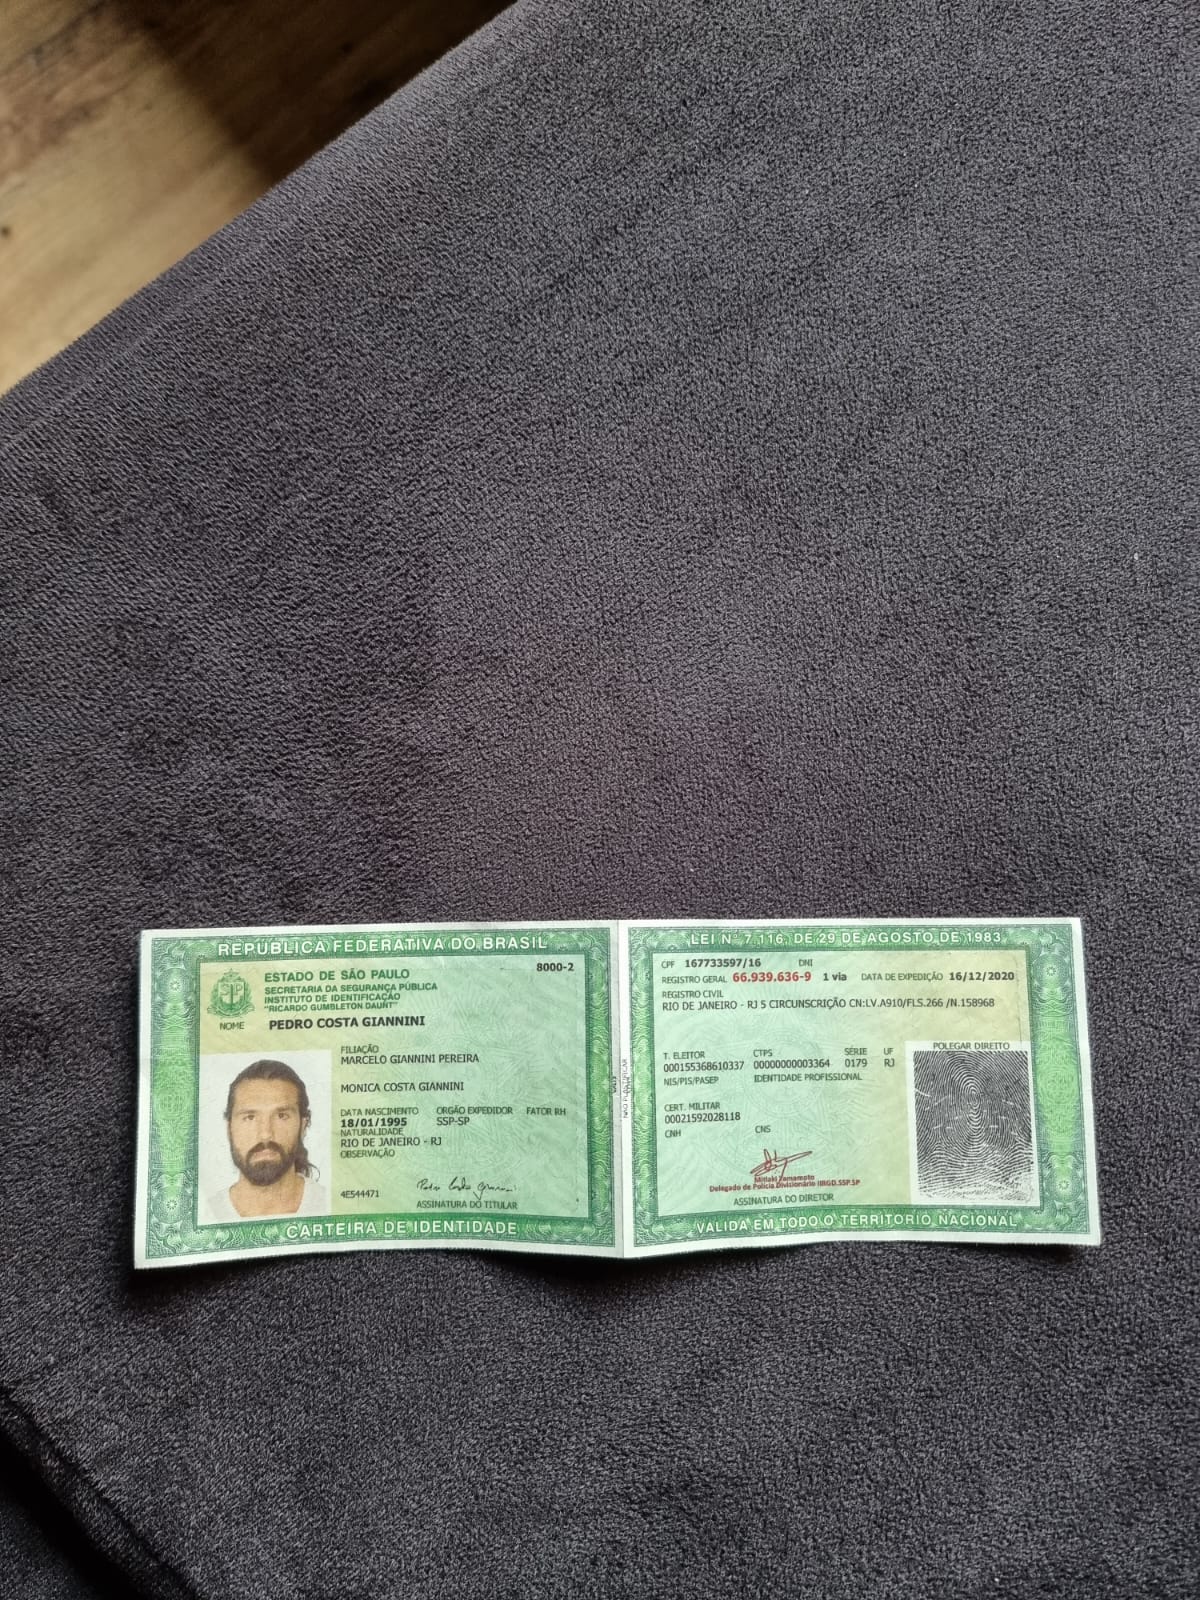 REPÚBLICA FEDERATIVA DO BRASIL
8000-2
ESTADO DE SÃO PAULO
SECRETARIA DA SEGURANÇA PÚBLICA
INSTITUTO DE IDENTIFICAÇÃO
"RICARDO GUMBLETON DAUNT"
NOME PEDRO COSTA GIANNINI
FILIAÇÃO
MARCELO GIANNINI PEREIRA
MONICA COSTA GIANNINI
DATA NASCIMENTO ORGÃO EXPEDIDOR FATOR RH
18/01/1995 SSP-SP
NATURALIDADE
RIO DE JANEIRO - RJ
OBSERVAÇÃO
4E544471
ASSINATURA DO TITULAR
CARTEIRA DE IDENTIDADE
NÃO PLASTIFICAR
LEI Nº 7.116, DE 29 DE AGOSTO DE 1983
CPF 167733597/16 DNI
REGISTRO GERAL 66.939.636-9 1 via DATA DE EXPEDIÇÃO 16/12/2020
REGISTRO CIVIL
RIO DE JANEIRO - RJ 5 CIRCUNSCRIÇÃO CN:LV.A910/FLS.266 /N.158968
T. ELEITOR CTPS SÉRIE UF POLEGAR DIREITO
000155368610337 00000000003364 0179 RJ
NIS/PIS/PASEP IDENTIDADE PROFISSIONAL
CERT. MILITAR
00021592028118
CNH CNS
Mitiaki Yamamoto
Delegado de Polícia Divisionário IIRGD.SSP.SP
ASSINATURA DO DIRETOR
VALIDA EM TODO O TERRITORIO NACIONAL